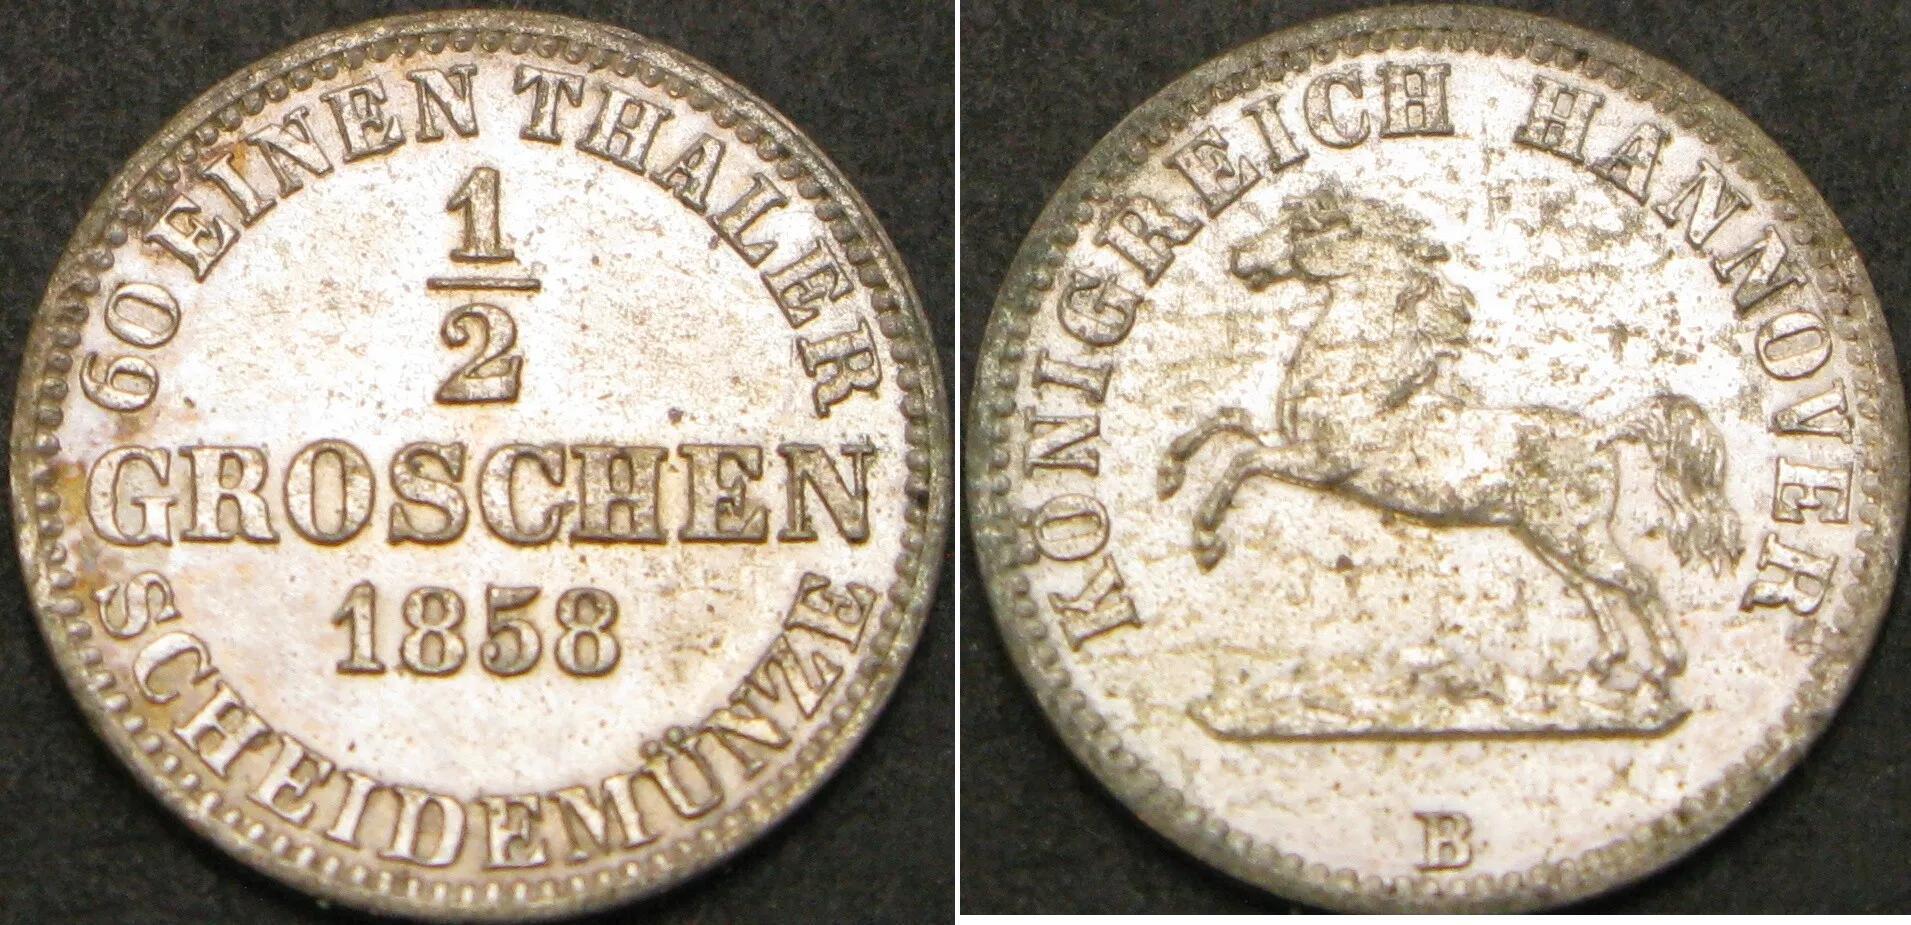 60 EINEN THALER
1
2
GROSCHEN
1858
SCHEIDEMÜNZE
KÖNIGREICH HANNOVER
B